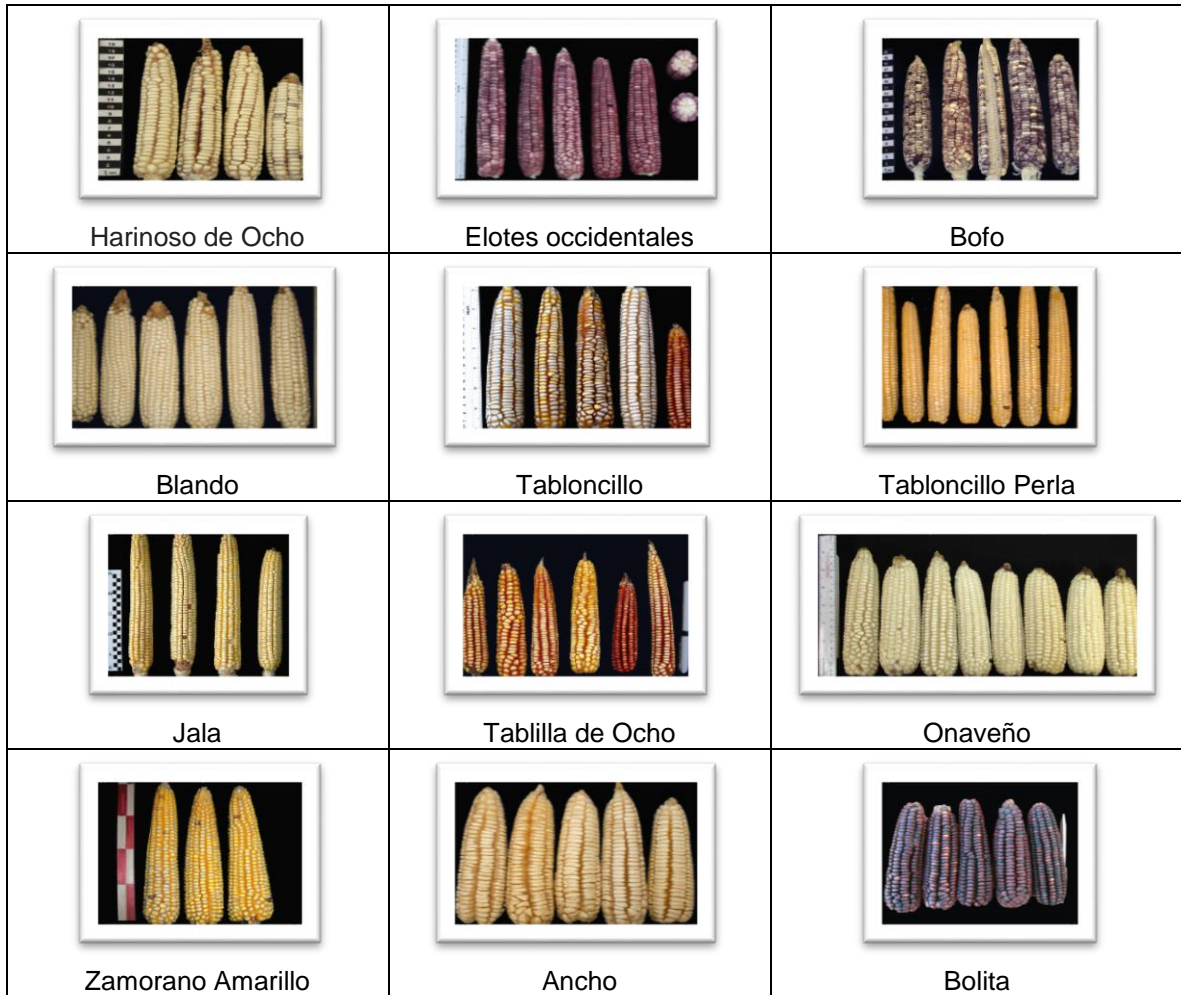 Harinoso de Ocho
Elotes occidentales
Bofo
Blando
Tabloncillo
Tabloncillo Perla
Jala
Tablilla de Ocho
Onaveño
Zamorano Amarillo
Ancho
Bolita